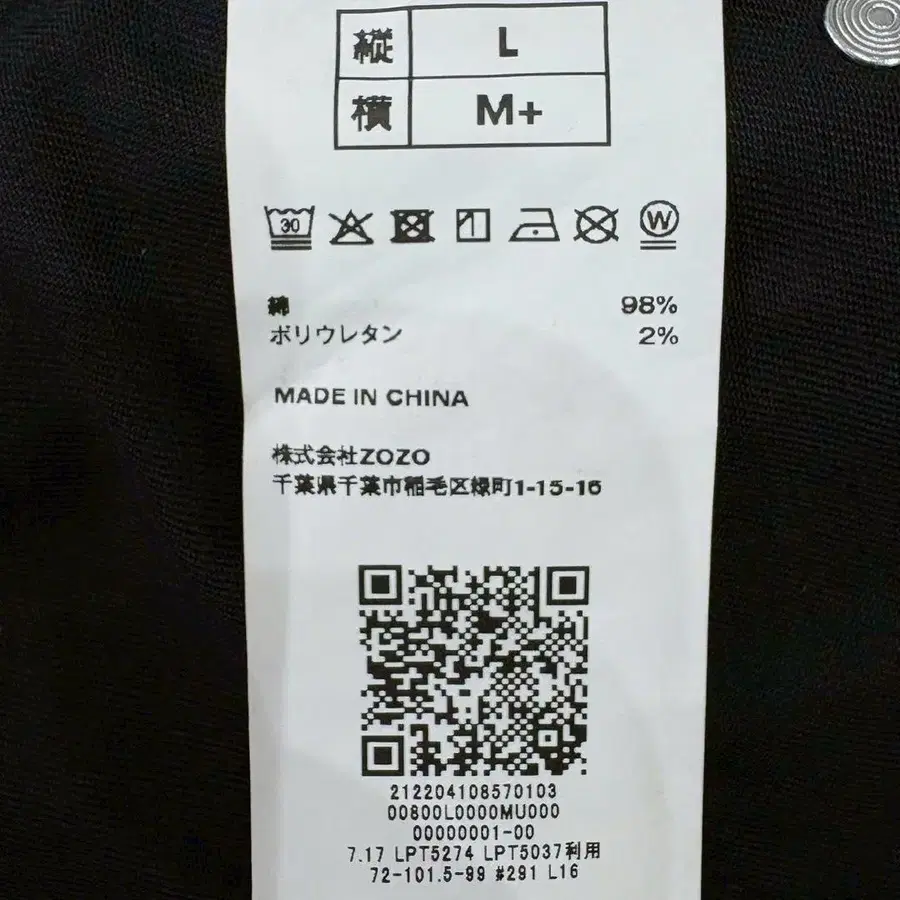 縦 L
横 M+
30 W
綿 98%
ポリウレタン 2%
MADE IN CHINA
株式会社ZOZO
千葉県千葉市稲毛区緑町1-15-16
212204108570103
00800L0000MU000
00000001-00
7.17 LPT5274 LPT5037利用
72-101.5-99 #291 L16